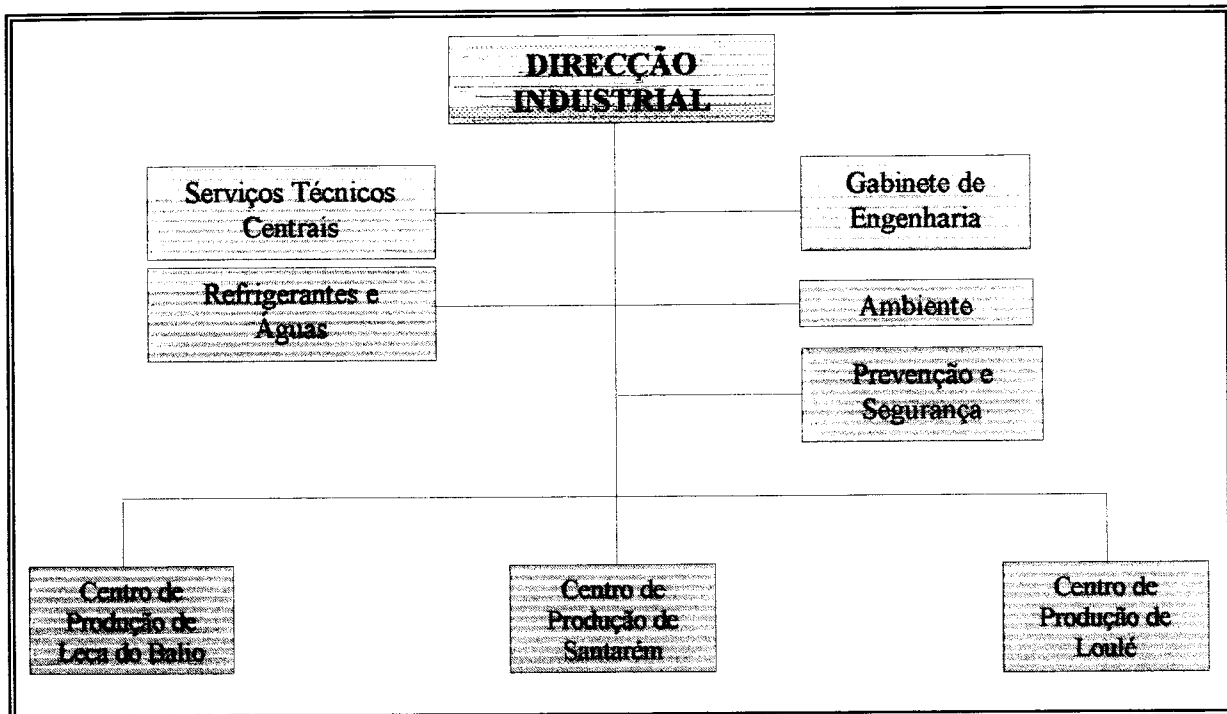 DIRECÇÃO
INDUSTRIAL
Serviços Técnicos
Centrais
Gabinete de
Engenharia
Refrigerantes e
Águas
Ambiente
Prevenção e
Segurança
Centro de
Produção de
Leça do Balio
Centro de
Produção de
Santarém
Centro de
Produção de
Loulé